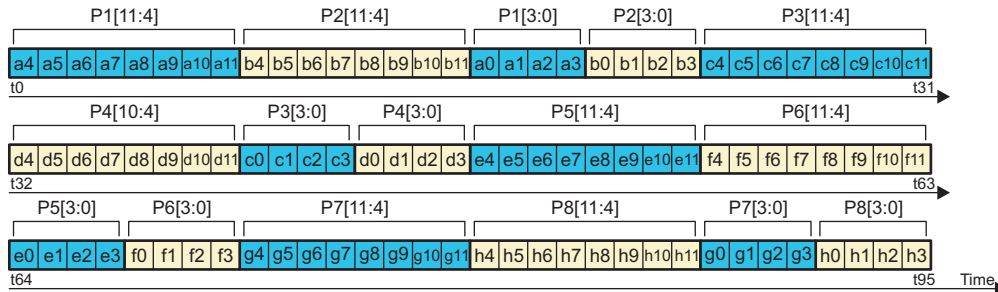 P1[11:4] P2[11:4] P1[3:0] P2[3:0] P3[11:4]
a4 a5 a6 a7 a8 a9 a10 a11 b4 b5 b6 b7 b8 b9 b10 b11 a0 a1 a2 a3 b0 b1 b2 b3 c4 c5 c6 c7 c8 c9 c10 c11
t0 t31
P4[10:4] P3[3:0] P4[3:0] P5[11:4] P6[11:4]
d4 d5 d6 d7 d8 d9 d10 d11 c0 c1 c2 c3 d0 d1 d2 d3 e4 e5 e6 e7 e8 e9 e10 e11 f4 f5 f6 f7 f8 f9 f10 f11
t32 t63
P5[3:0] P6[3:0] P7[11:4] P8[11:4] P7[3:0] P8[3:0]
e0 e1 e2 e3 f0 f1 f2 f3 g4 g5 g6 g7 g8 g9 g10 g11 h4 h5 h6 h7 h8 h9 h10 h11 g0 g1 g2 g3 h0 h1 h2 h3
t64 t95 Time